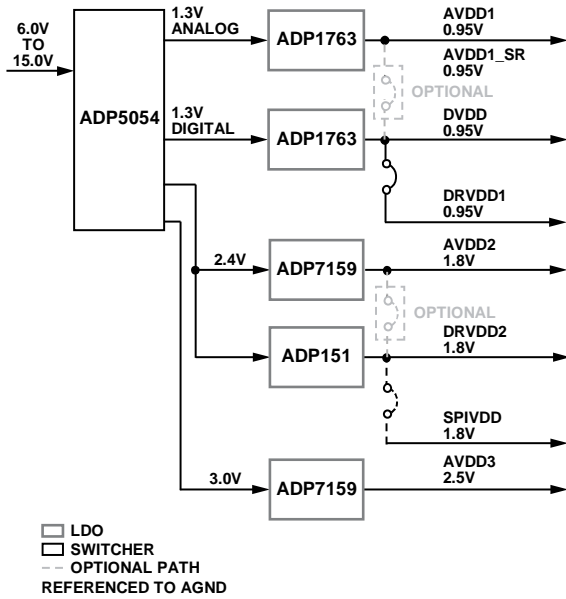 6.0V
TO
15.0V
ADP5054
1.3V
ANALOG
ADP1763
AVDD1
0.95V
AVDD1_SR
0.95V
OPTIONAL
1.3V
DIGITAL
ADP1763
DVDD
0.95V
DRVDD1
0.95V
2.4V
ADP7159
AVDD2
1.8V
OPTIONAL
ADP151
DRVDD2
1.8V
SPIVDD
1.8V
3.0V
ADP7159
AVDD3
2.5V
LDO
SWITCHER
OPTIONAL PATH
REFERENCED TO AGND